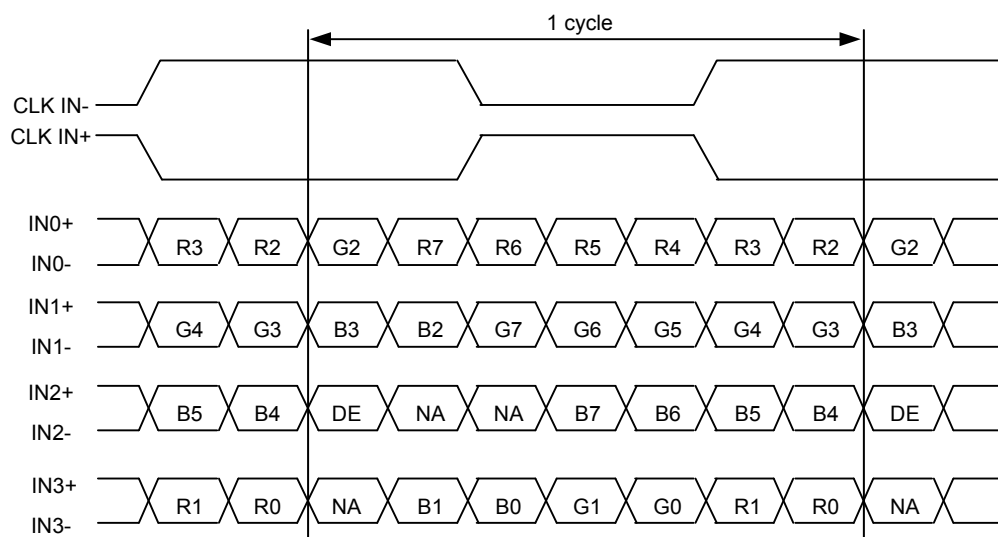 1 cycle
CLK IN-
CLK IN+
IN0+
R3 R2 G2 R7 R6 R5 R4 R3 R2 G2
IN0-
IN1+
G4 G3 B3 B2 G7 G6 G5 G4 G3 B3
IN1-
IN2+
B5 B4 DE NA NA B7 B6 B5 B4 DE
IN2-
IN3+
R1 R0 NA B1 B0 G1 G0 R1 R0 NA
IN3-